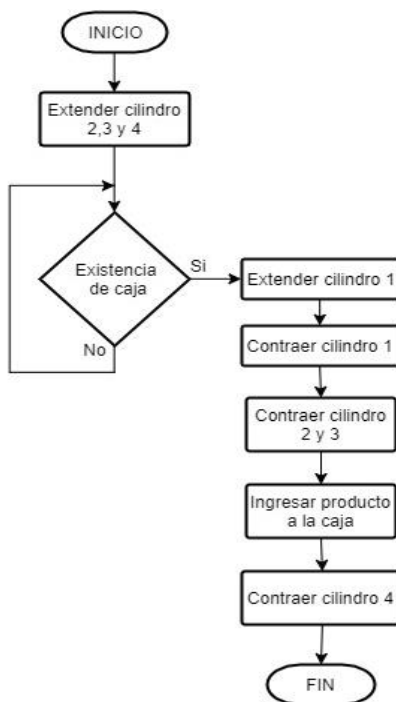 INICIO
Extender cilindro
2,3 y 4
Existencia
de caja
Si
No
Extender cilindro 1
Contraer cilindro 1
Contraer cilindro
2 y 3
Ingresar producto
a la caja
Contraer cilindro 4
FIN